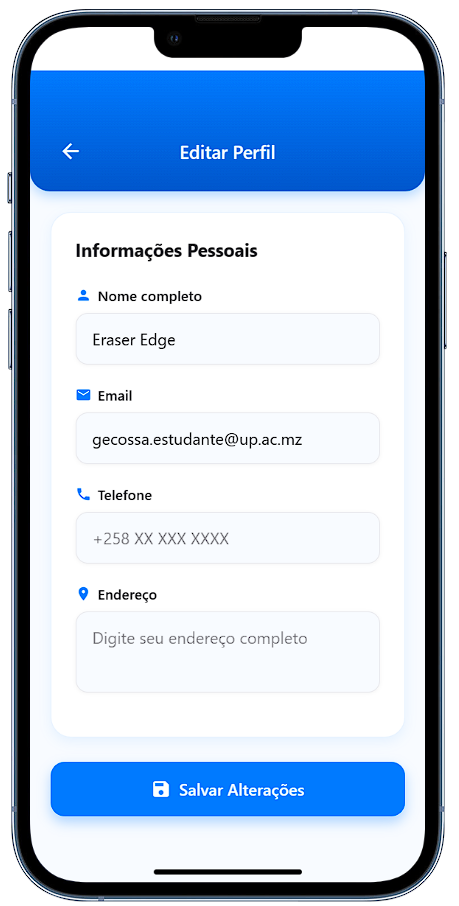 Editar Perfil
Informações Pessoais
Nome completo
Eraser Edge
Email
gecossa.estudante@up.ac.mz
Telefone
+258 XX XXX XXXX
Endereço
Digite seu endereço completo
Salvar Alterações